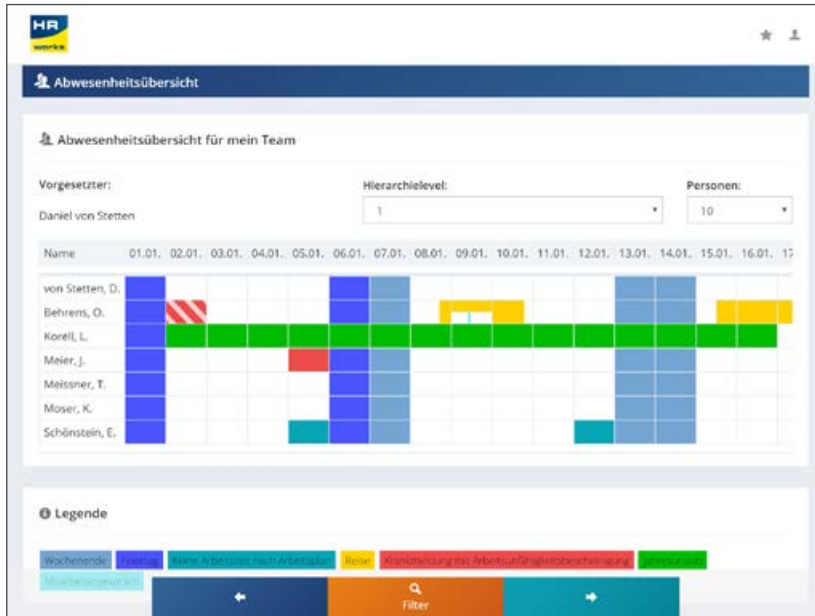 HR
works
Abwesenheitsübersicht
Abwesenheitsübersicht für mein Team
Vorgesetzter: Hierarchielevel: Personen:
Daniel von Stetten 1 10
Name 01.01. 02.01. 03.01. 04.01. 05.01. 06.01. 07.01. 08.01. 09.01. 10.01. 11.01. 12.01. 13.01. 14.01. 15.01. 16.01. 17
von Stetten, D.
Behrens, O.
Korell, L.
Meier, J.
Meissner, T.
Moser, K.
Schönstein, E.
Legende
Wochenende Feiertag Keine Arbeitszeit nach Arbeitsplan Reise Krankmeldung mit Arbeitsunfähigkeitsbescheinigung Jahresurlaub
Mitarbeitergespräch
Filter